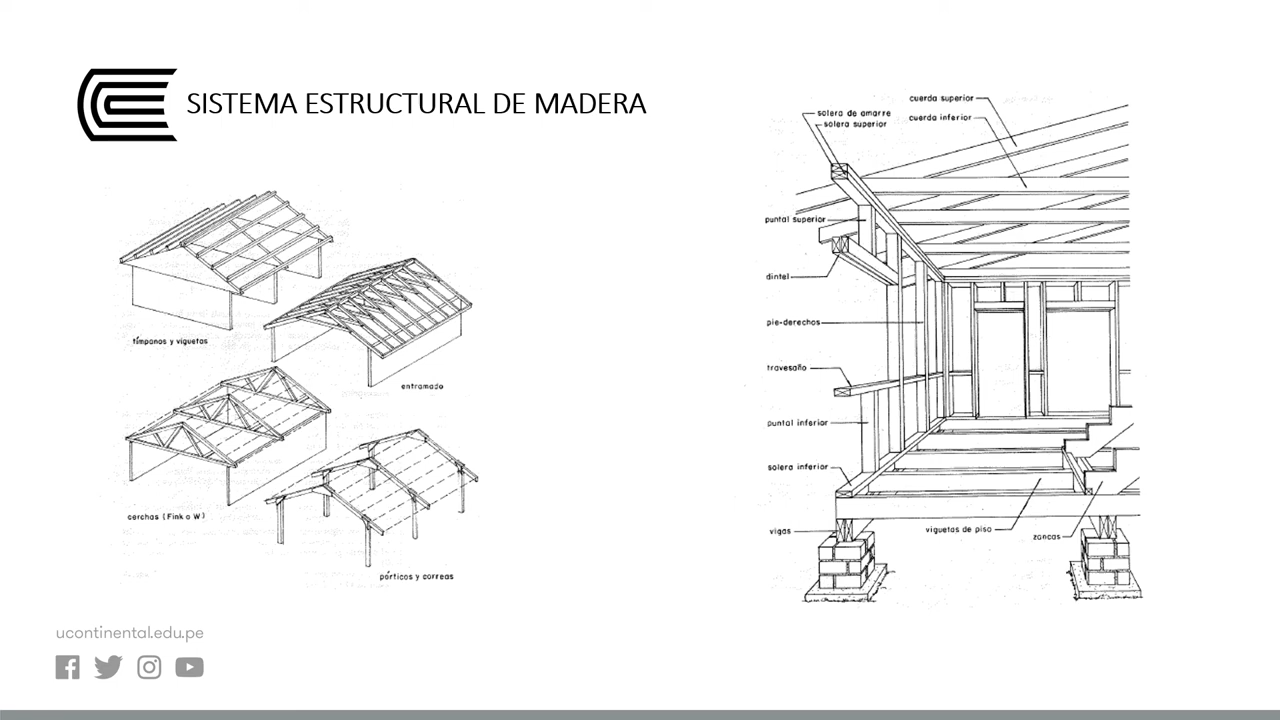 SISTEMA ESTRUCTURAL DE MADERA
tímpanos y viguetas
entramado
cerchas (Fink o W)
pórticos y correas
cuerda superior
solera de amarre
cuerda inferior
solera superior
puntal superior
dintel
pie-derechos
travesaño
puntal inferior
solera inferior
vigas
viguetas de piso
zancas
ucontinental.edu.pe